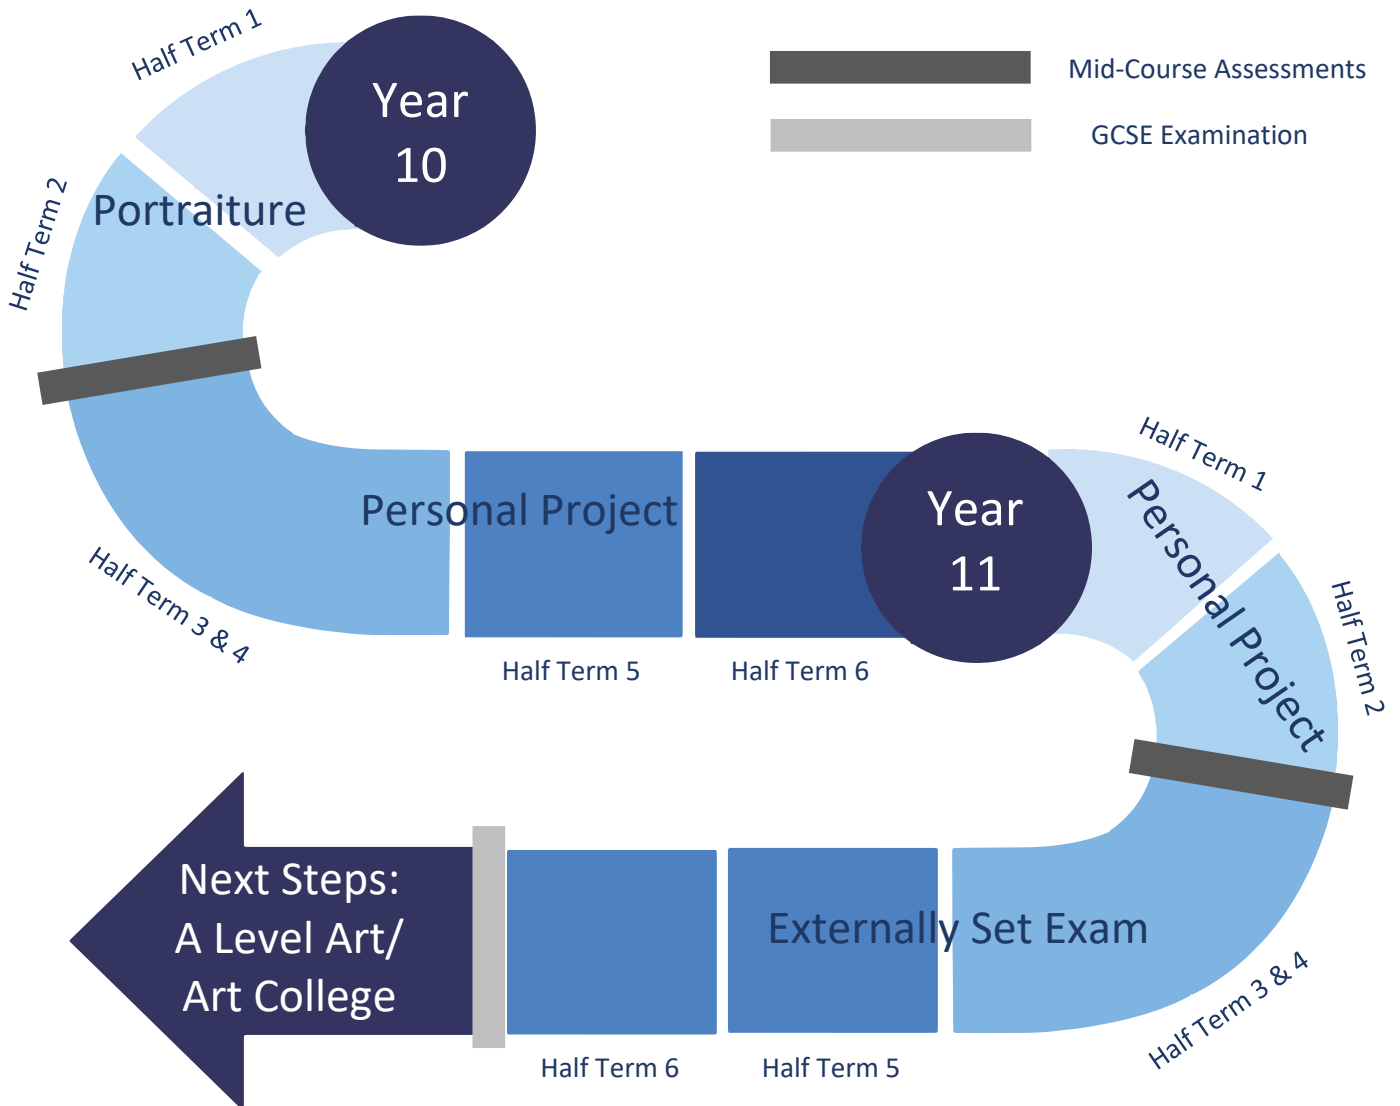 Half Term 1
Year
10
Mid-Course Assessments
GCSE Examination
Half Term 2
Portraiture
Half Term 3 & 4
Personal Project
Half Term 5
Half Term 6
Year
11
Half Term 1
Personal Project
Half Term 2
Half Term 3 & 4
Externally Set Exam
Half Term 5
Half Term 6
Next Steps:
A Level Art/
Art College